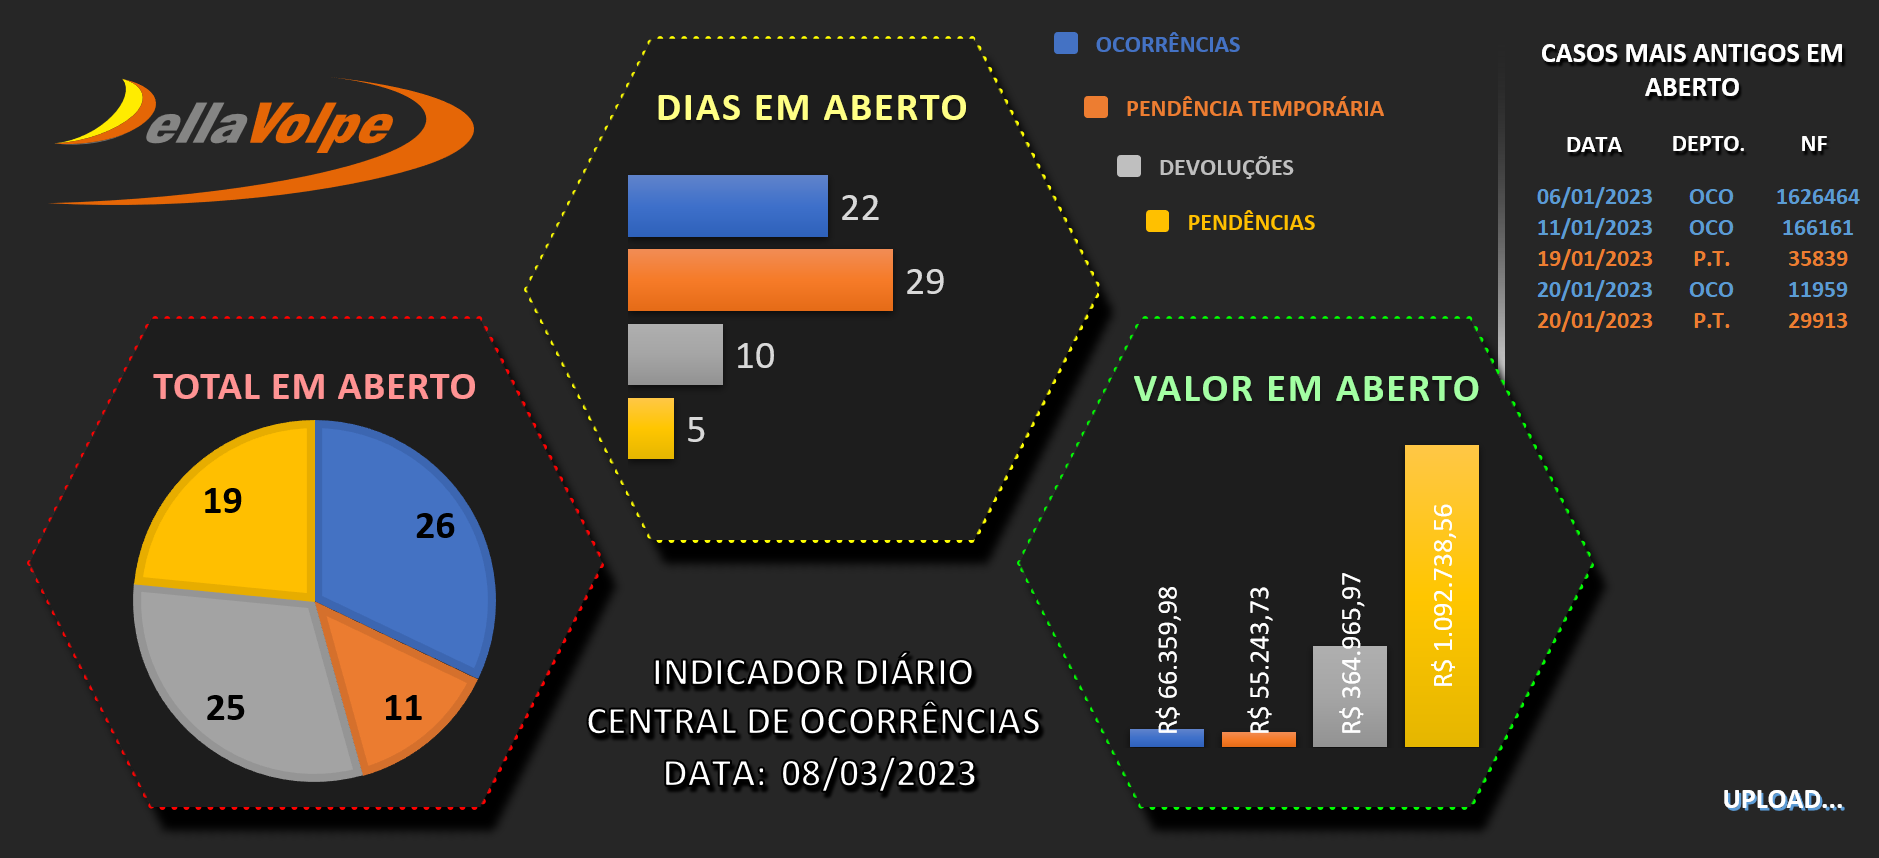 DellaVolpe
TOTAL EM ABERTO
19
26
25
11
DIAS EM ABERTO
22
29
10
5
OCORRÊNCIAS
PENDÊNCIA TEMPORÁRIA
DEVOLUÇÕES
PENDÊNCIAS
INDICADOR DIÁRIO
CENTRAL DE OCORRÊNCIAS
DATA: 08/03/2023
VALOR EM ABERTO
R$ 66.359,98
R$ 55.243,73
R$ 364.965,97
R$ 1.092.738,56
CASOS MAIS ANTIGOS EM
ABERTO
DATA DEPTO. NF
06/01/2023 OCO 1626464
11/01/2023 OCO 166161
19/01/2023 P.T. 35839
20/01/2023 OCO 11959
20/01/2023 P.T. 29913
UPLOAD...